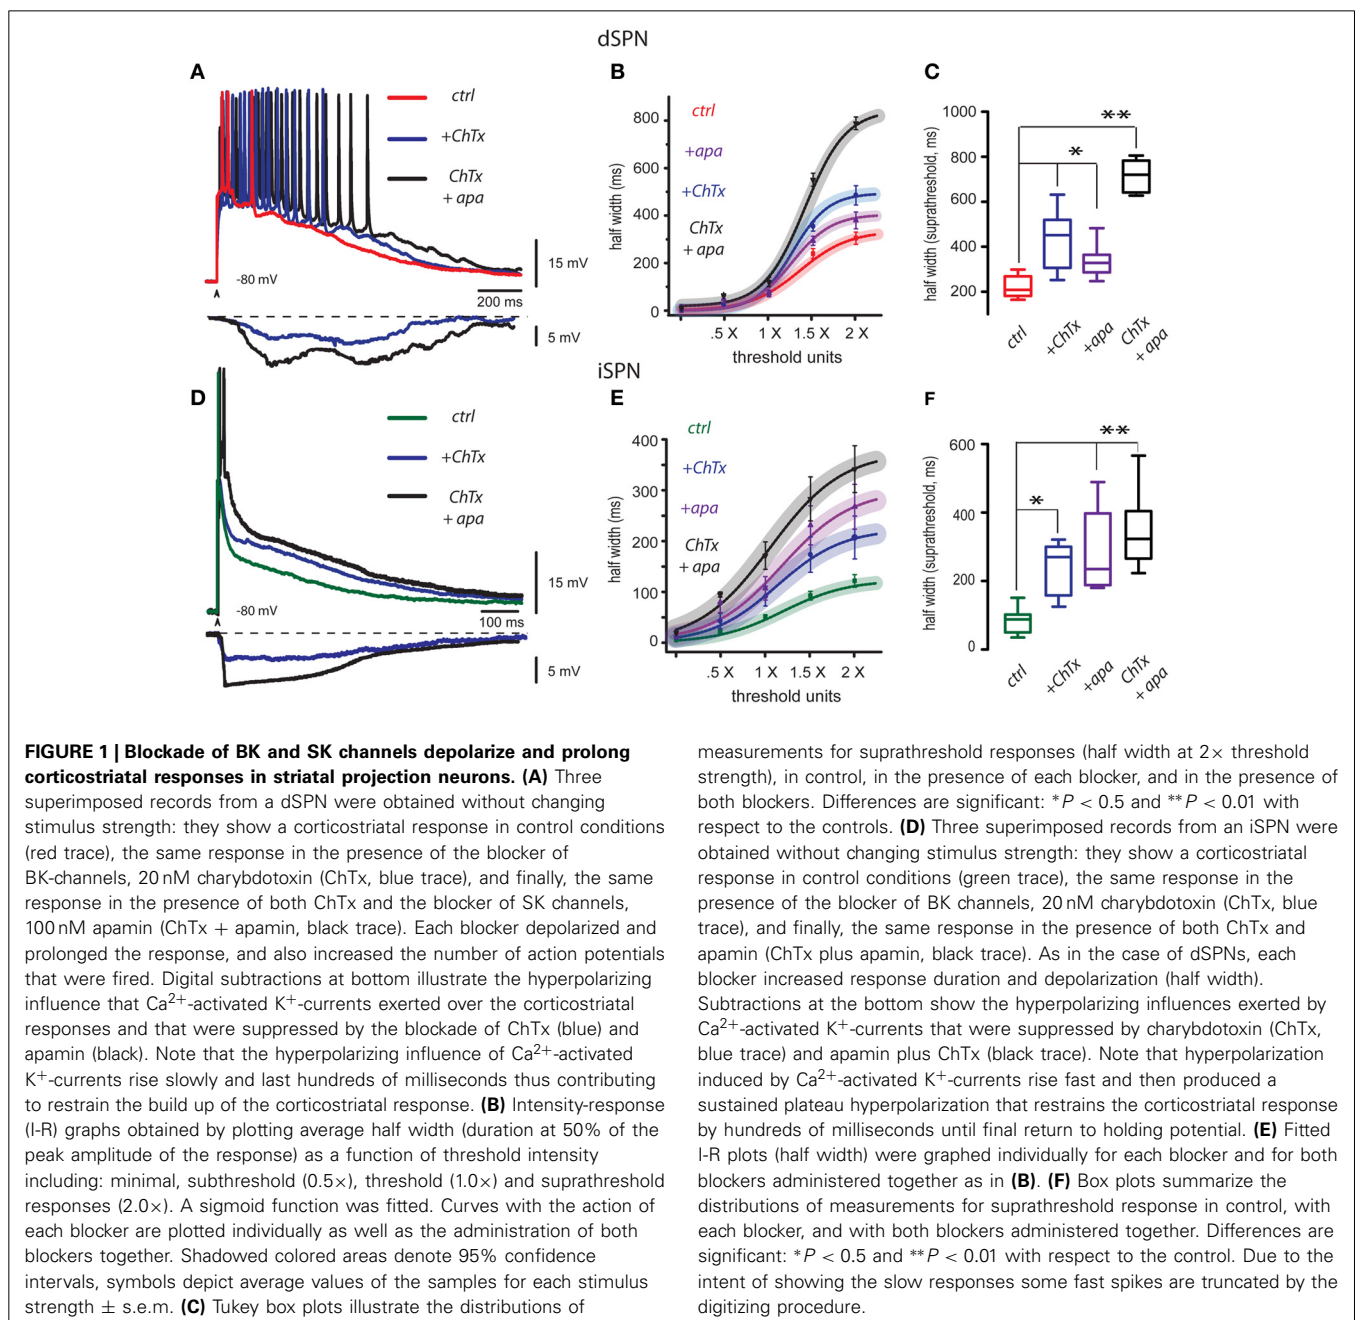 dSPN
A
ctrl
+ChTx
ChTx
+ apa
-80 mV
15 mV
200 ms
5 mV
B
half width (ms)
800
600
400
200
0
ctrl
+apa
+ChTx
ChTx
+ apa
.5 X 1 X 1.5 X 2 X
threshold units
C
half width (suprathreshold, ms)
1000
800
600
400
200
**
*
ctrl
+ChTx
+apa
ChTx
+ apa
iSPN
D
ctrl
+ChTx
ChTx
+ apa
-80 mV
15 mV
100 ms
5 mV
E
half width (ms)
400
300
200
100
0
ctrl
+ChTx
+apa
ChTx
+ apa
.5 X 1 X 1.5 X 2 X
threshold units
F
half width (suprathreshold, ms)
600
400
200
0
**
*
ctrl
+ChTx
+apa
ChTx
+ apa
FIGURE 1 | Blockade of BK and SK channels depolarize and prolong
corticostriatal responses in striatal projection neurons. (A) Three
superimposed records from a dSPN were obtained without changing
stimulus strength: they show a corticostriatal response in control conditions
(red trace), the same response in the presence of the blocker of
BK-channels, 20 nM charybdotoxin (ChTx, blue trace), and finally, the same
response in the presence of both ChTx and the blocker of SK channels,
100 nM apamin (ChTx + apamin, black trace). Each blocker depolarized and
prolonged the response, and also increased the number of action potentials
that were fired. Digital subtractions at bottom illustrate the hyperpolarizing
influence that Ca2+-activated K+-currents exerted over the corticostriatal
responses and that were suppressed by the blockade of ChTx (blue) and
apamin (black). Note that the hyperpolarizing influence of Ca2+-activated
K+-currents rise slowly and last hundreds of milliseconds thus contributing
to restrain the build up of the corticostriatal response. (B) Intensity-response
(I-R) graphs obtained by plotting average half width (duration at 50% of the
peak amplitude of the response) as a function of threshold intensity
including: minimal, subthreshold (0.5×), threshold (1.0×) and suprathreshold
responses (2.0×). A sigmoid function was fitted. Curves with the action of
each blocker are plotted individually as well as the administration of both
blockers together. Shadowed colored areas denote 95% confidence
intervals, symbols depict average values of the samples for each stimulus
strength ± s.e.m. (C) Tukey box plots illustrate the distributions of
measurements for suprathreshold responses (half width at 2× threshold
strength), in control, in the presence of each blocker, and in the presence of
both blockers. Differences are significant: *P < 0.5 and **P < 0.01 with
respect to the controls. (D) Three superimposed records from an iSPN were
obtained without changing stimulus strength: they show a corticostriatal
response in control conditions (green trace), the same response in the
presence of the blocker of BK channels, 20 nM charybdotoxin (ChTx, blue
trace), and finally, the same response in the presence of both ChTx and
apamin (ChTx plus apamin, black trace). As in the case of dSPNs, each
blocker increased response duration and depolarization (half width).
Subtractions at the bottom show the hyperpolarizing influences exerted by
Ca2+-activated K+-currents that were suppressed by charybdotoxin (ChTx,
blue trace) and apamin plus ChTx (black trace). Note that hyperpolarization
induced by Ca2+-activated K+-currents rise fast and then produced a
sustained plateau hyperpolarization that restrains the corticostriatal response
by hundreds of milliseconds until final return to holding potential. (E) Fitted
I-R plots (half width) were graphed individually for each blocker and for both
blockers administered together as in (B). (F) Box plots summarize the
distributions of measurements for suprathreshold response in control, with
each blocker, and with both blockers administered together. Differences are
significant: *P < 0.5 and **P < 0.01 with respect to the control. Due to the
intent of showing the slow responses some fast spikes are truncated by the
digitizing procedure.